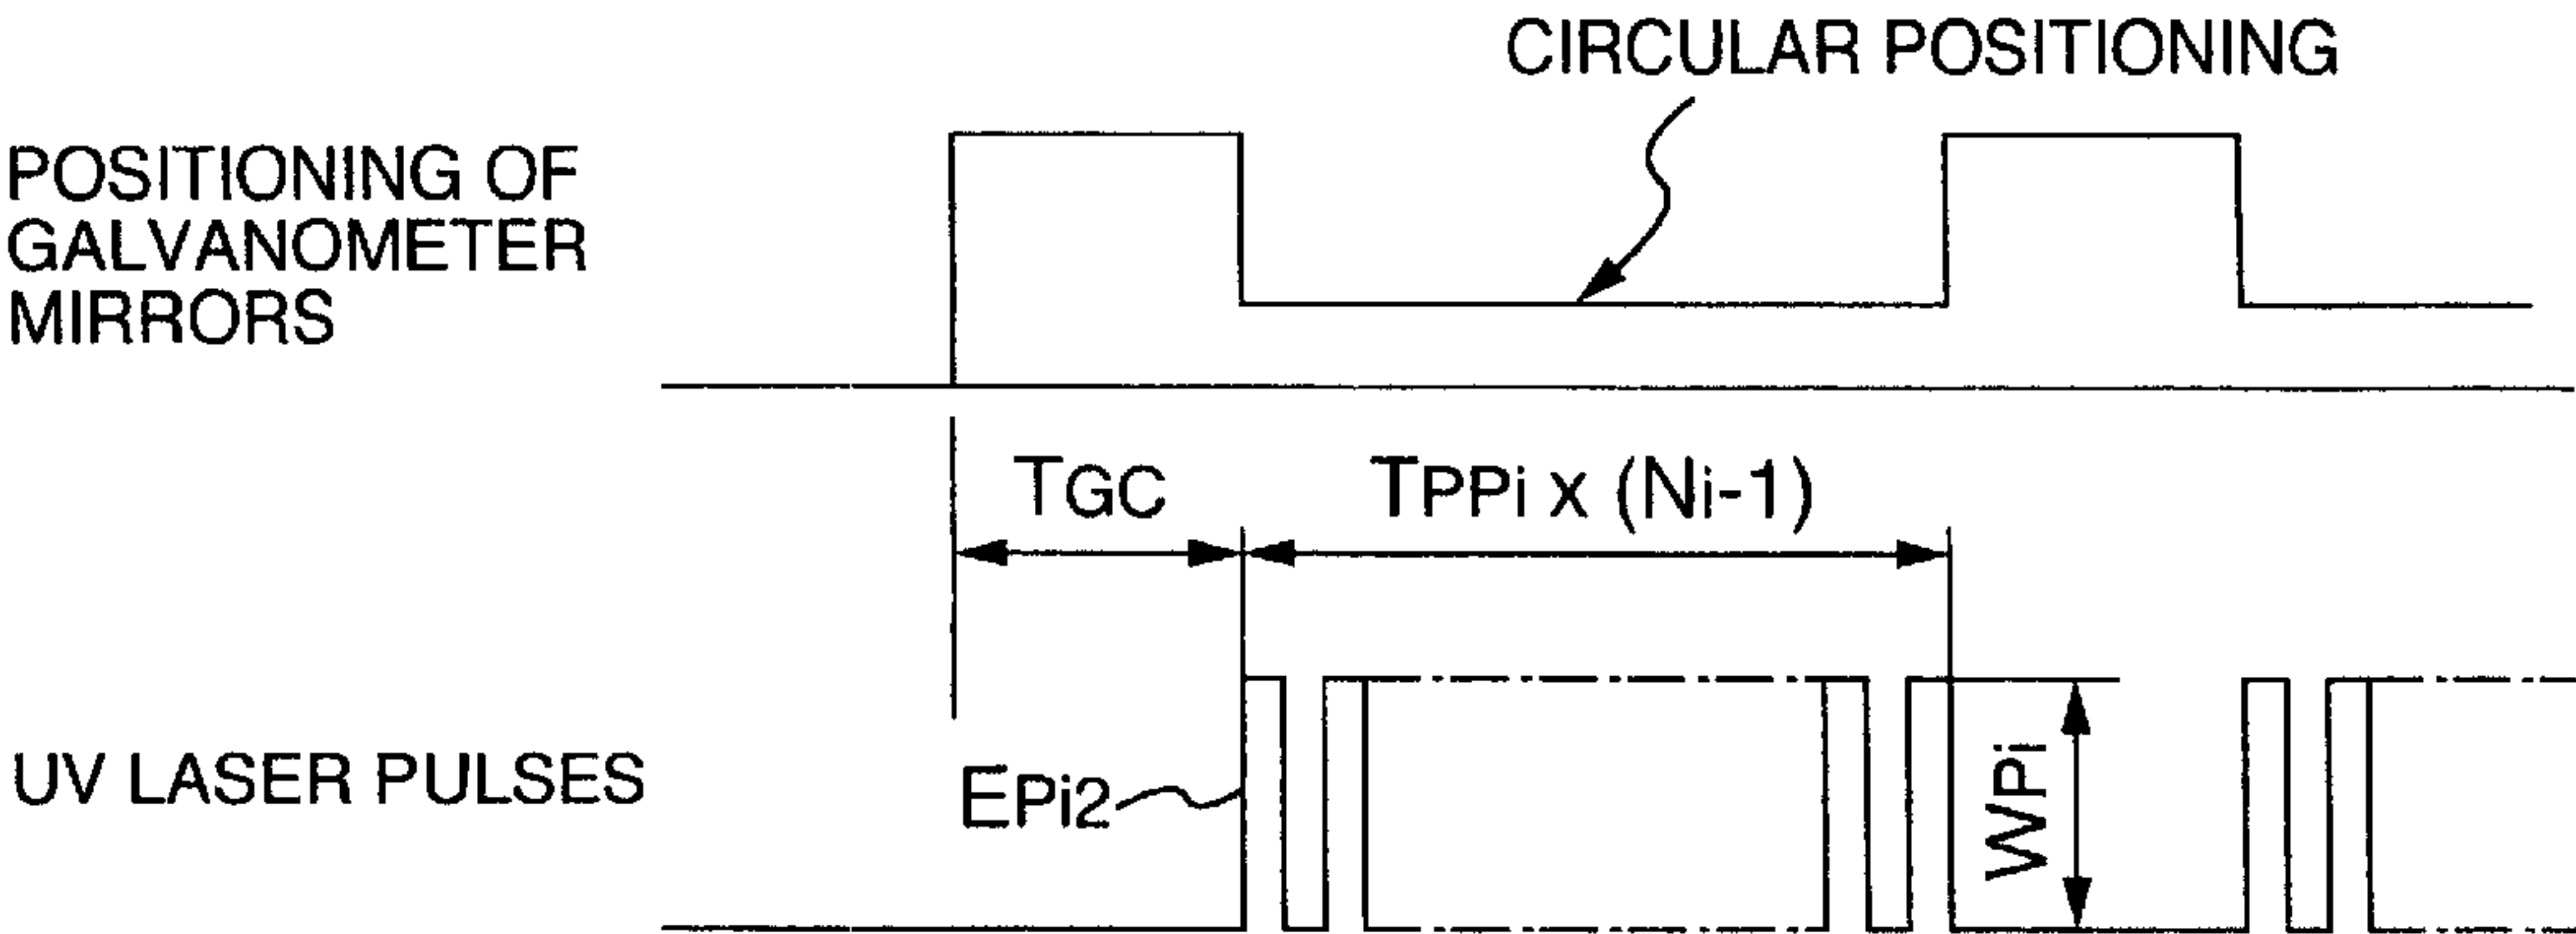 CIRCULAR POSITIONING
POSITIONING OF
GALVANOMETER
MIRRORS
TGC
TPPi x (Ni-1)
UV LASER PULSES
EPi2
WPi